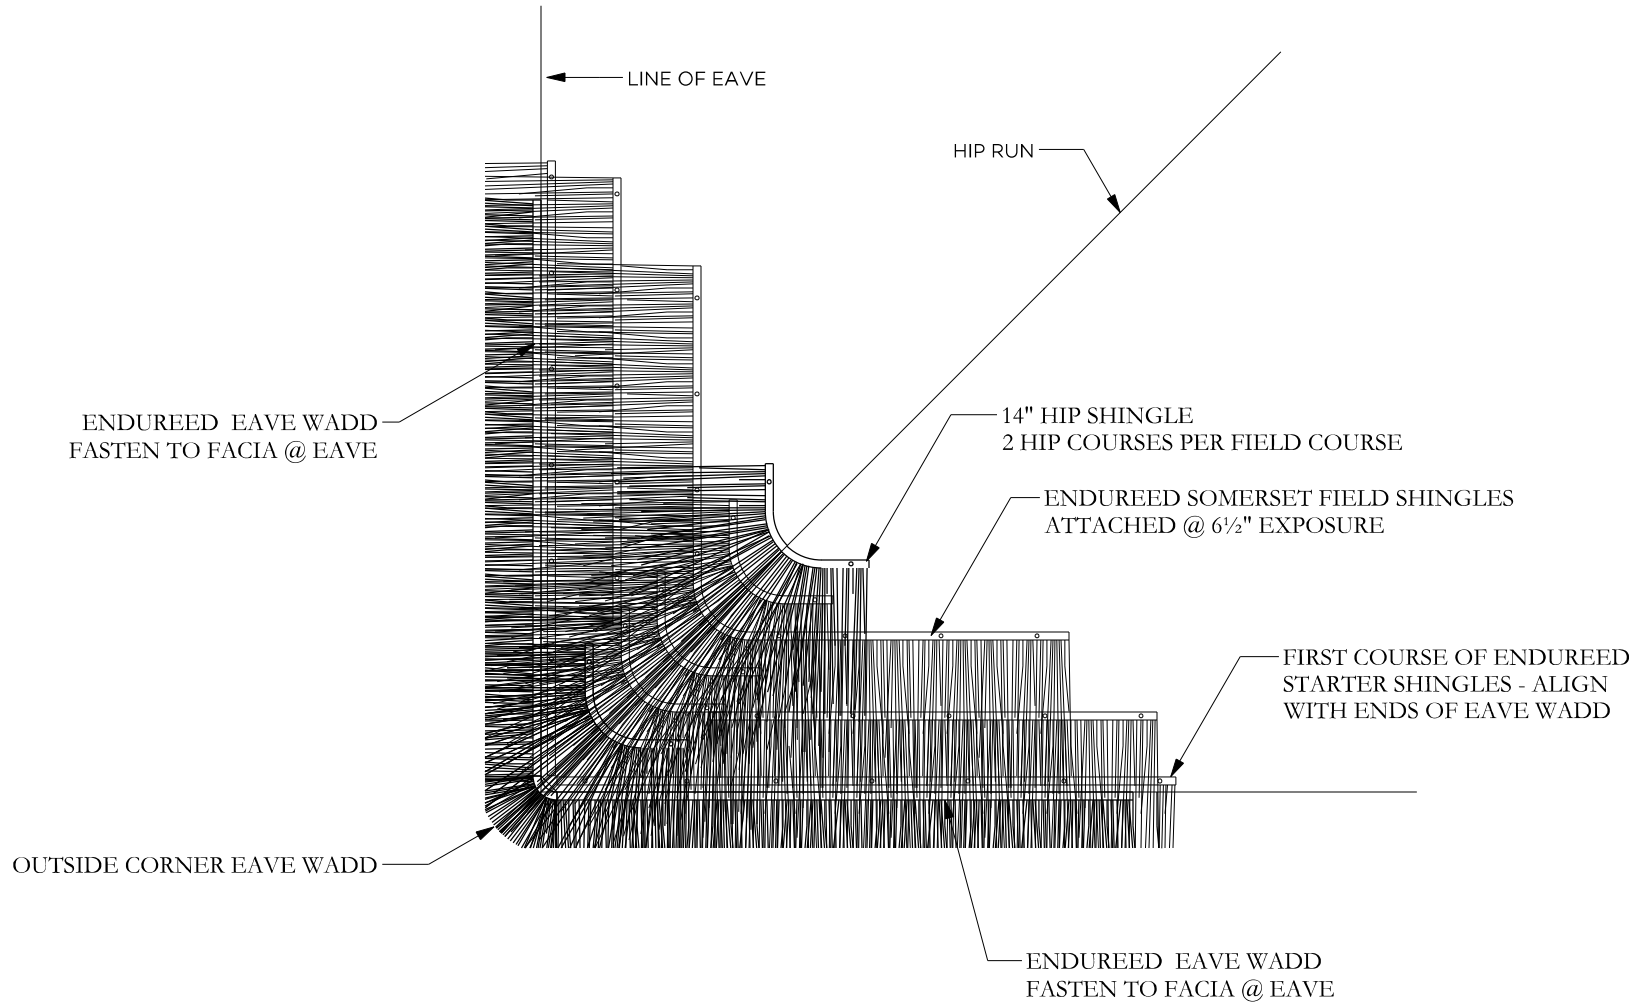 LINE OF EAVE
HIP RUN
ENDUREED EAVE WADD
FASTEN TO FACIA @ EAVE
14" HIP SHINGLE
2 HIP COURSES PER FIELD COURSE
ENDUREED SOMERSET FIELD SHINGLES
ATTACHED @ 6½" EXPOSURE
FIRST COURSE OF ENDUREED
STARTER SHINGLES - ALIGN
WITH ENDS OF EAVE WADD
OUTSIDE CORNER EAVE WADD
ENDUREED EAVE WADD
FASTEN TO FACIA @ EAVE